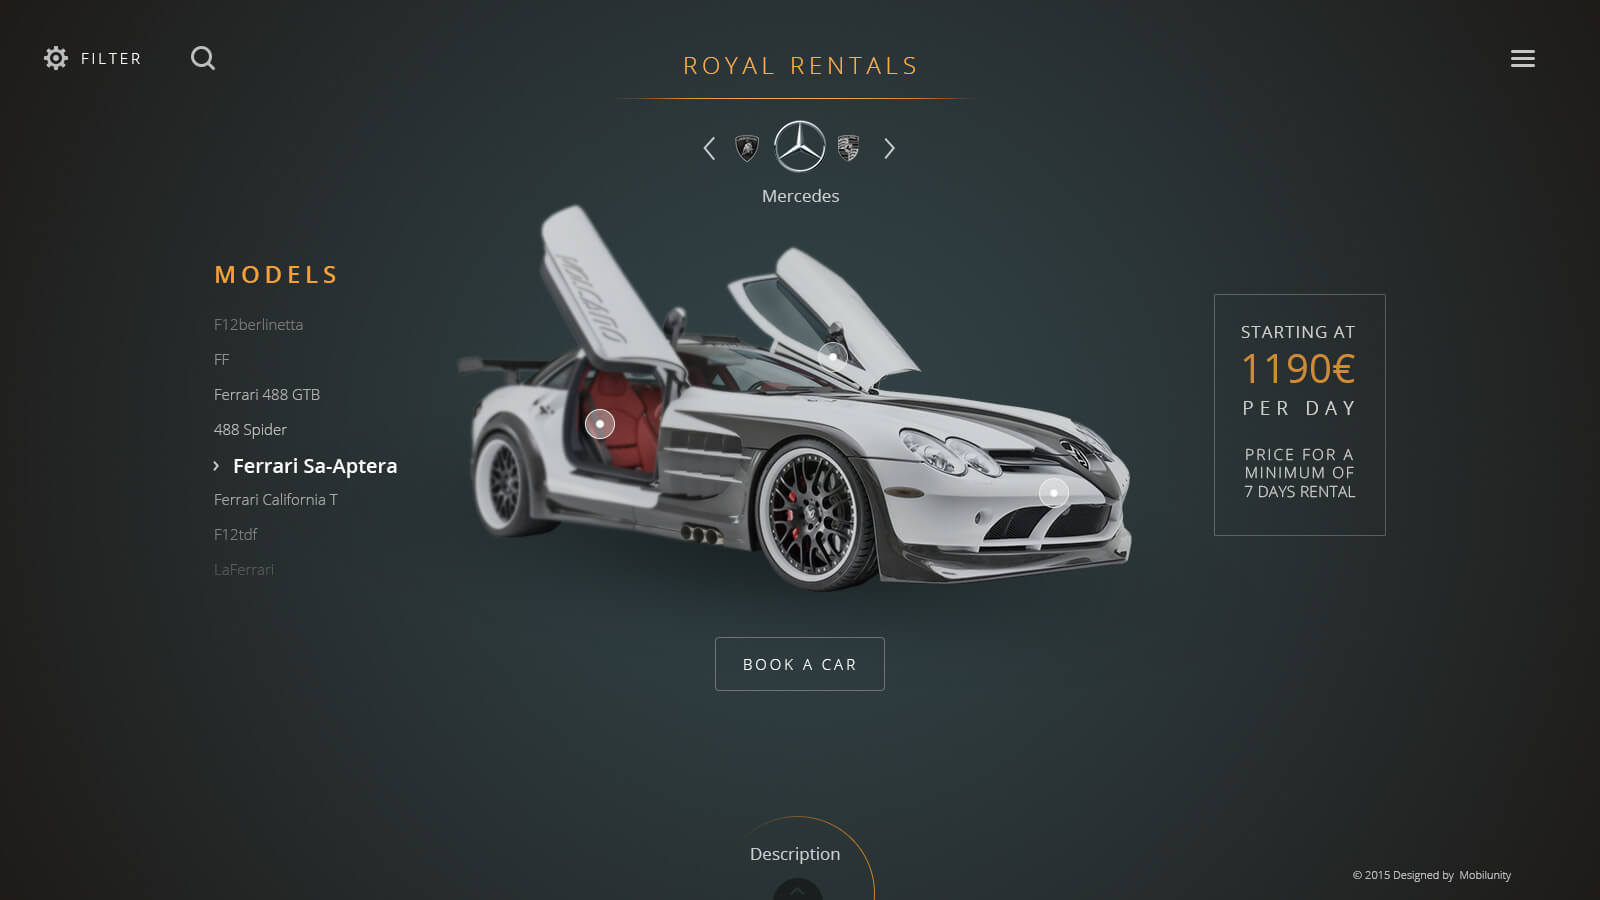 FILTER
ROYAL RENTALS
Mercedes
MODELS
F12berlinetta
FF
Ferrari 488 GTB
488 Spider
Ferrari Sa-Aptera
Ferrari California T
F12tdf
LaFerrari
STARTING AT
1190€
PER DAY
PRICE FOR A
MINIMUM OF
7 DAYS RENTAL
BOOK A CAR
Description
© 2015 Designed by Mobilunity